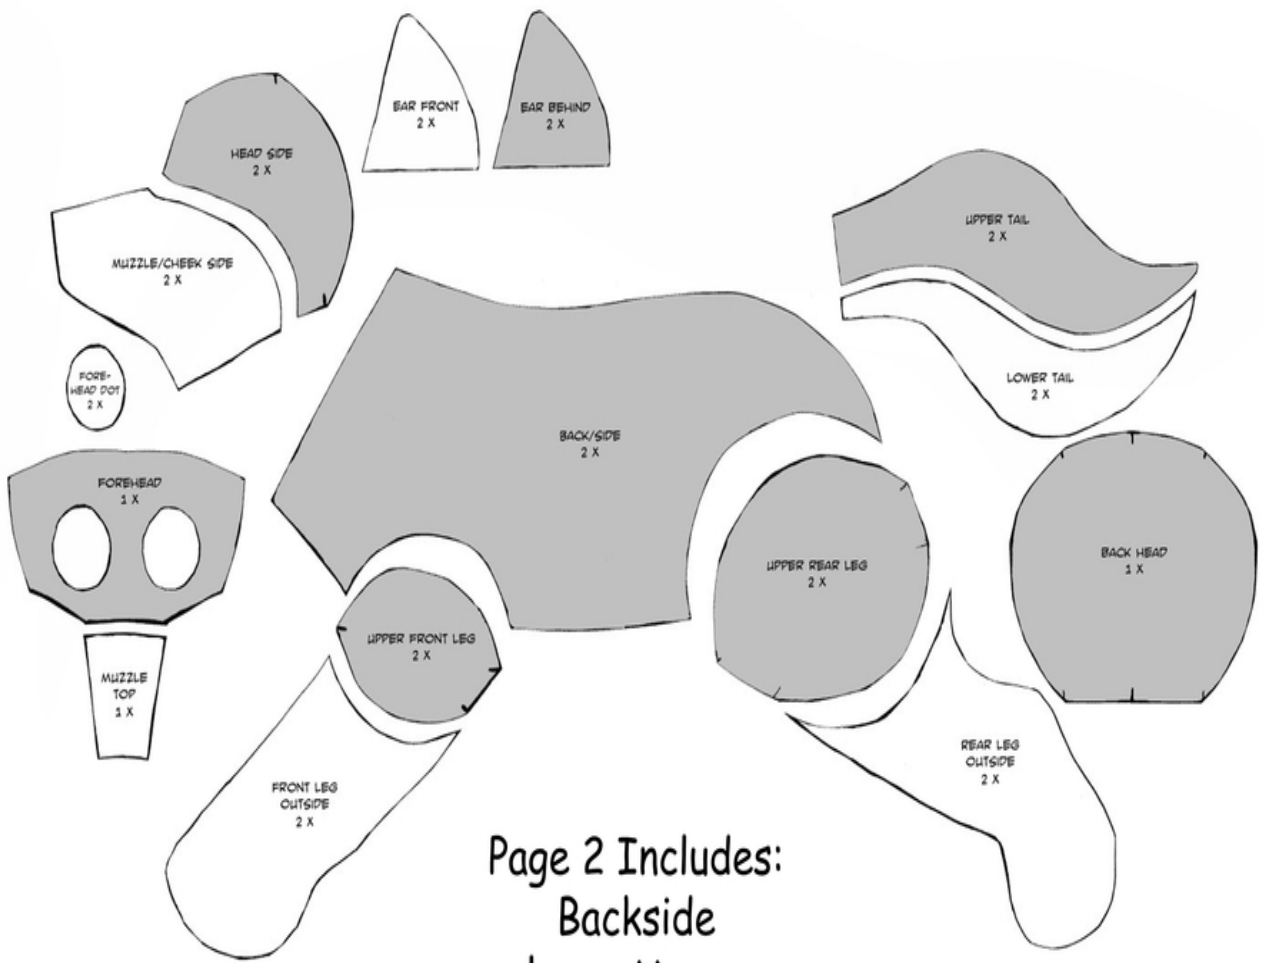 EAR FRONT
2 X
EAR BEHIND
2 X
HEAD SIDE
2 X
MUZZLE/CHEEK SIDE
2 X
UPPER TAIL
2 X
LOWER TAIL
2 X
FORE-
HEAD DOT
2 X
BACK/SIDE
2 X
FOREHEAD
1 X
UPPER REAR LEG
2 X
BACK HEAD
1 X
UPPER FRONT LEG
2 X
MUZZLE
TOP
1 X
REAR LEG
OUTSIDE
2 X
FRONT LEG
OUTSIDE
2 X
Page 2 Includes:
Backside